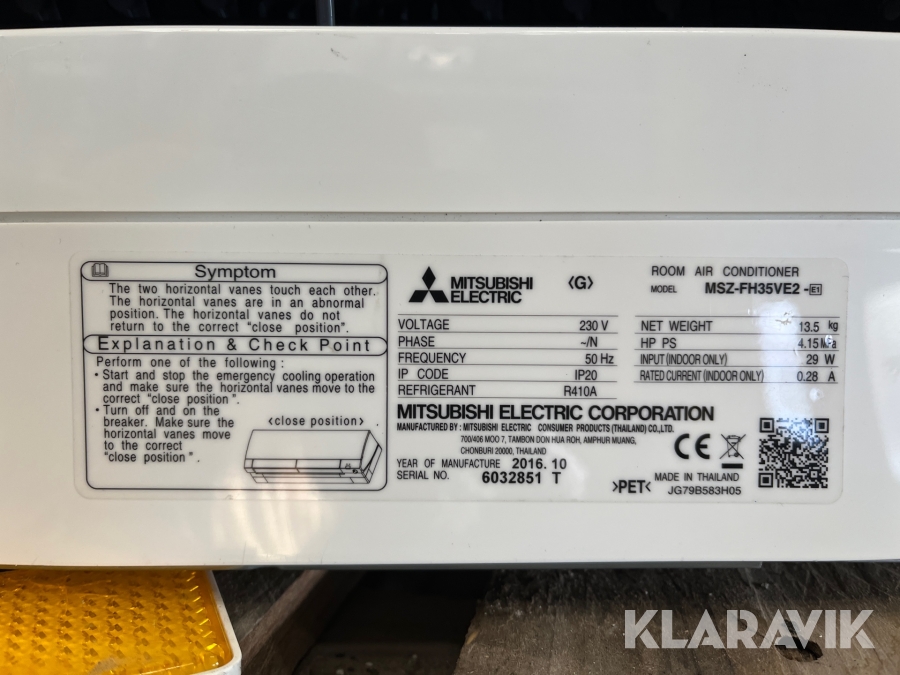 Symptom
The two horizontal vanes touch each other.
The horizontal vanes are in an abnormal
position. The horizontal vanes do not
return to the correct "close position".
Explanation & Check Point
Perform one of the following :
• Start and stop the emergency cooling operation
and make sure the horizontal vanes move to the
correct "close position" .
• Turn off and on the
breaker. Make sure the
horizontal vanes move
to the correct
"close position" .
<close position>
MITSUBISHI
ELECTRIC
<G>
VOLTAGE 230 V
PHASE ~/N
FREQUENCY 50 Hz
IP CODE IP20
REFRIGERANT R410A
ROOM AIR CONDITIONER
MODEL MSZ-FH35VE2 -E1
NET WEIGHT 13.5 kg
HP PS 4.15 MPa
INPUT (INDOOR ONLY) 29 W
RATED CURRENT (INDOOR ONLY) 0.28 A
MITSUBISHI ELECTRIC CORPORATION
MANUFACTURED BY : MITSUBISHI ELECTRIC CONSUMER PRODUCTS (THAILAND) CO.,LTD.
700/406 MOO 7, TAMBON DON HUA ROH, AMPHUR MUANG,
CHONBURI 20000, THAILAND
YEAR OF MANUFACTURE 2016. 10
SERIAL NO. 6032851 T
CE
>PET<
MADE IN THAILAND
JG79B583H05
KLARAVIK